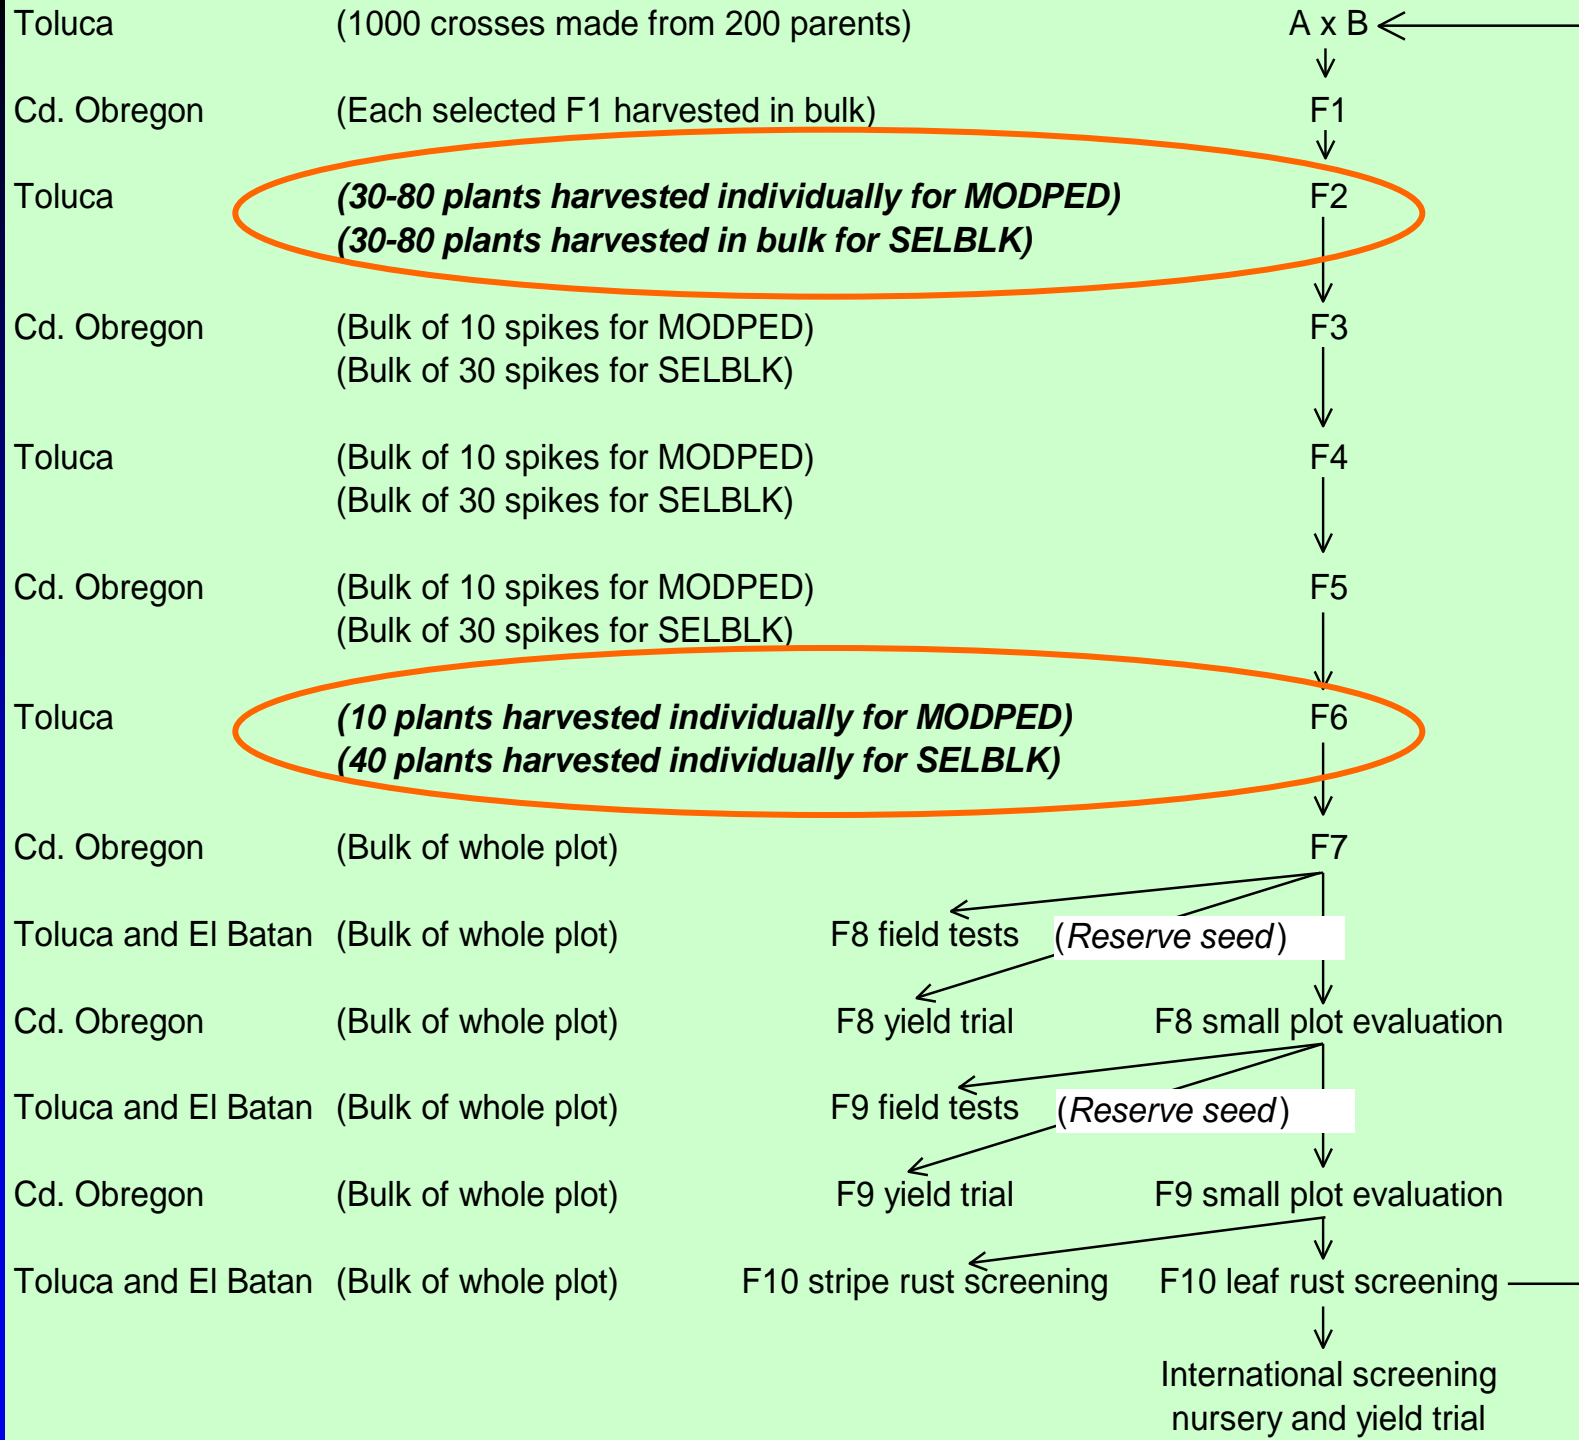 Toluca (1000 crosses made from 200 parents) A x B
Cd. Obregon (Each selected F1 harvested in bulk) F1
Toluca (30-80 plants harvested individually for MODPED) F2
(30-80 plants harvested in bulk for SELBLK)
Cd. Obregon (Bulk of 10 spikes for MODPED) F3
(Bulk of 30 spikes for SELBLK)
Toluca (Bulk of 10 spikes for MODPED) F4
(Bulk of 30 spikes for SELBLK)
Cd. Obregon (Bulk of 10 spikes for MODPED) F5
(Bulk of 30 spikes for SELBLK)
Toluca (10 plants harvested individually for MODPED) F6
(40 plants harvested individually for SELBLK)
Cd. Obregon (Bulk of whole plot) F7
Toluca and El Batan (Bulk of whole plot) F8 field tests (Reserve seed)
Cd. Obregon (Bulk of whole plot) F8 yield trial F8 small plot evaluation
Toluca and El Batan (Bulk of whole plot) F9 field tests (Reserve seed)
Cd. Obregon (Bulk of whole plot) F9 yield trial F9 small plot evaluation
Toluca and El Batan (Bulk of whole plot) F10 stripe rust screening F10 leaf rust screening
International screening
nursery and yield trial